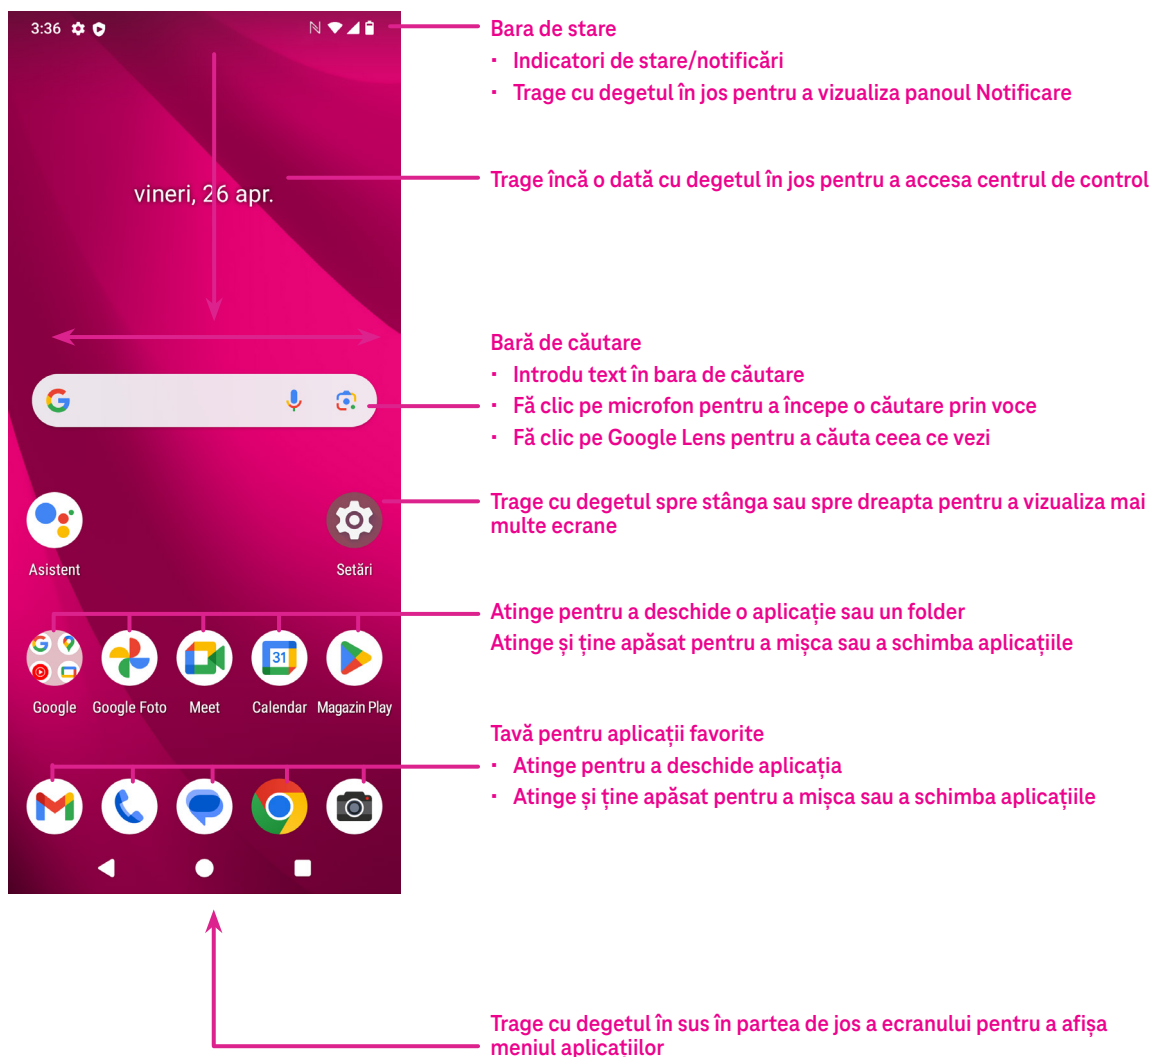 3:36
Bara de stare
· Indicatori de stare/notificări
· Trage cu degetul în jos pentru a vizualiza panoul Notificare
Trage încă o dată cu degetul în jos pentru a accesa centrul de control
vineri, 26 apr.
Bară de căutare
· Introdu text în bara de căutare
· Fă clic pe microfon pentru a începe o căutare prin voce
· Fă clic pe Google Lens pentru a căuta ceea ce vezi
Trage cu degetul spre stânga sau spre dreapta pentru a vizualiza mai
multe ecrane
Asistent Setări
Atinge pentru a deschide o aplicație sau un folder
Atinge și ține apăsat pentru a mișca sau a schimba aplicațiile
31
Google Google Foto Meet Calendar Magazin Play
Tavă pentru aplicații favorite
· Atinge pentru a deschide aplicația
· Atinge și ține apăsat pentru a mișca sau a schimba aplicațiile
Trage cu degetul în sus în partea de jos a ecranului pentru a afișa
meniul aplicațiilor